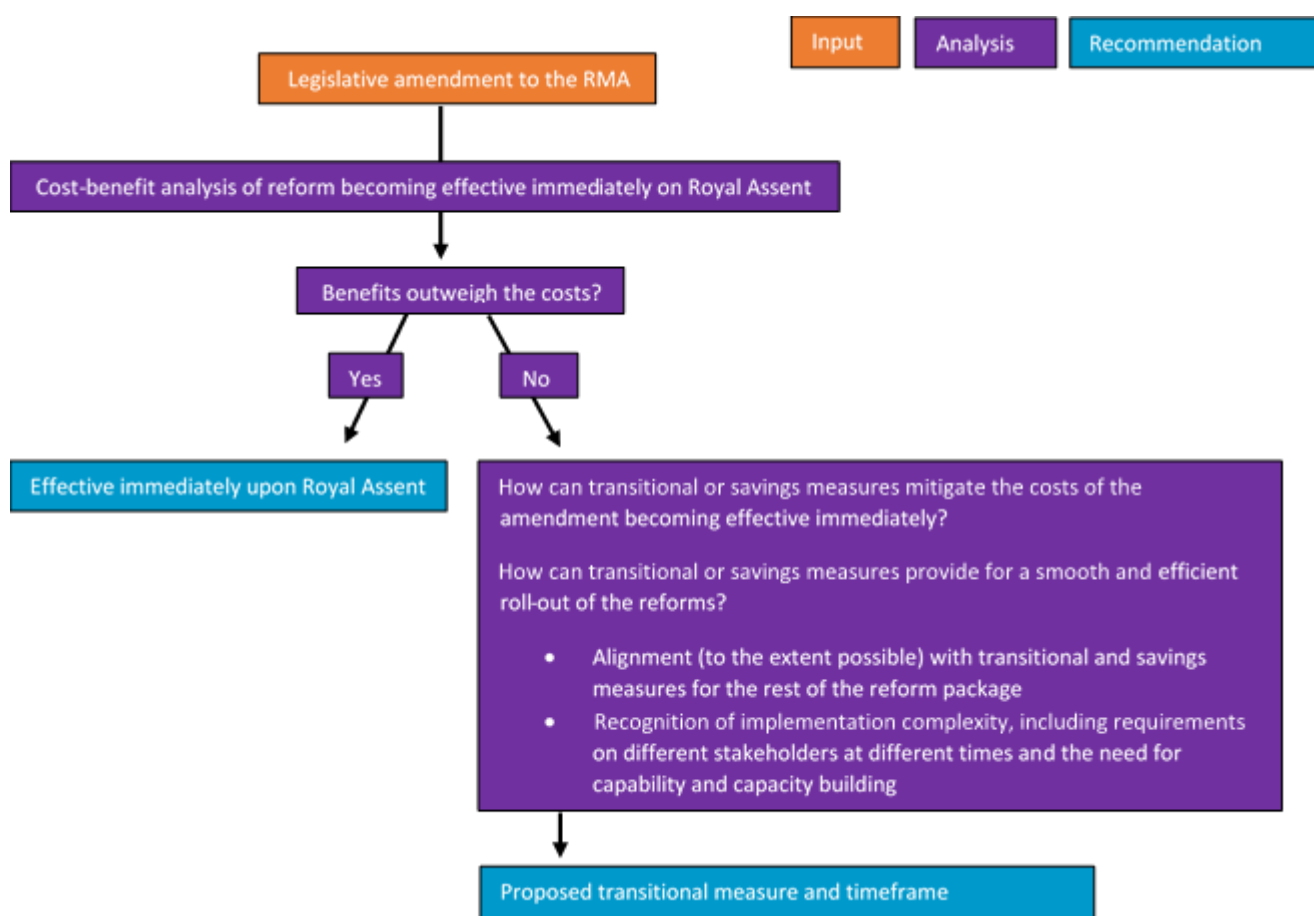 Input
Analysis
Recommendation
Legislative amendment to the RMA
Cost-benefit analysis of reform becoming effective immediately on Royal Assent
Benefits outweigh the costs?
Yes
No
Effective immediately upon Royal Assent
How can transitional or savings measures mitigate the costs of the
amendment becoming effective immediately?
How can transitional or savings measures provide for a smooth and efficient
roll-out of the reforms?
• Alignment (to the extent possible) with transitional and savings
measures for the rest of the reform package
• Recognition of implementation complexity, including requirements
on different stakeholders at different times and the need for
capability and capacity building
Proposed transitional measure and timeframe